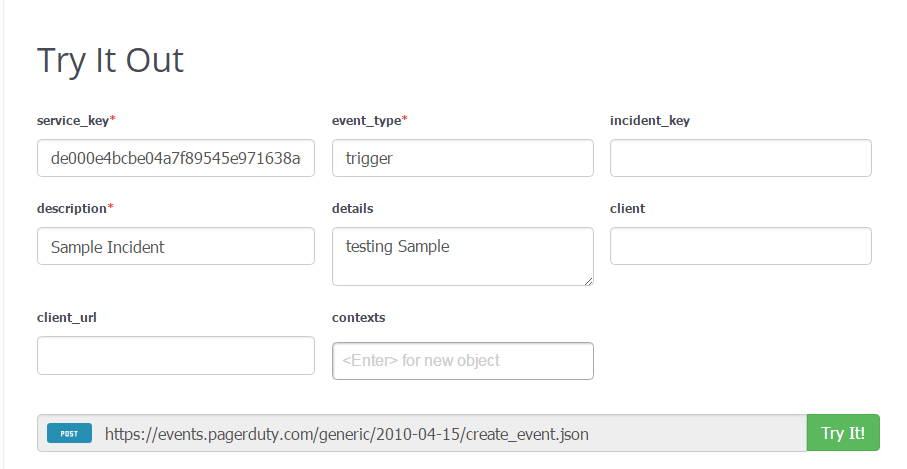 Try It Out
service_key* event_type* incident_key
de000e4bcbe04a7f89545e971638a trigger
description* details client
Sample Incident testing Sample
client_url contexts
<Enter> for new object
POST https://events.pagerduty.com/generic/2010-04-15/create_event.json Try It!